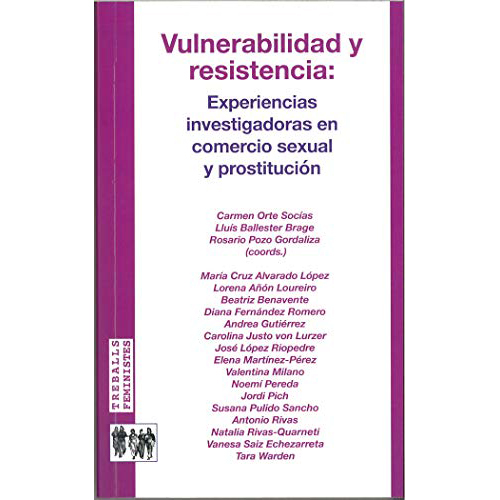 Vulnerabilidad y
resistencia:
Experiencias
investigadoras en
comercio sexual
y prostitución
Carmen Orte Socías
Lluís Ballester Brage
Rosario Pozo Gordaliza
(coords.)
María Cruz Alvarado López
Lorena Añón Loureiro
Beatriz Benavente
Diana Fernández Romero
Andrea Gutiérrez
Carolina Justo von Lurzer
José López Riopedre
Elena Martínez-Pérez
Valentina Milano
Noemí Pereda
Jordi Pich
Susana Pulido Sancho
Antonio Rivas
Natalia Rivas-Quarneti
Vanesa Saiz Echezarreta
Tara Warden
TREBALLS
FEMINISTES